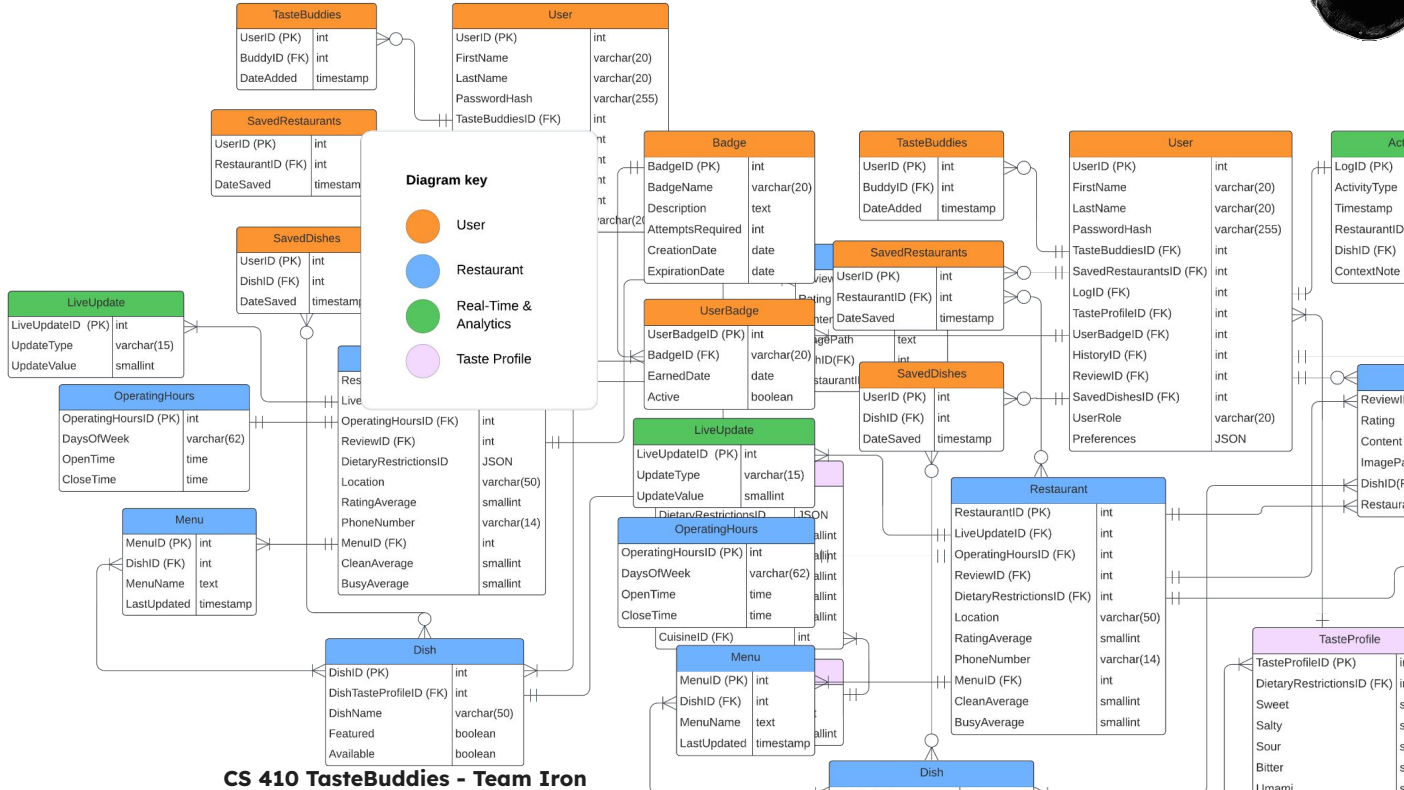 TasteBuddies
UserID (PK) int
BuddyID (FK) int
DateAdded timestamp
User
UserID (PK) int
FirstName varchar(20)
LastName varchar(20)
PasswordHash varchar(255)
TasteBuddiesID (FK) int
SavedRestaurants
UserID (PK) int
RestaurantID (FK) int
DateSaved
SavedDishes
UserID (PK) int
DishID (FK) int
DateSaved timestamp
Diagram key
User
Restaurant
Real-Time &
Analytics
Taste Profile
LiveUpdate
LiveUpdateID (PK) int
UpdateType varchar(15)
UpdateValue smallint
OperatingHours
OperatingHoursID (PK) int
DaysOfWeek varchar(62)
OpenTime time
CloseTime time
Menu
MenuID (PK) int
DishID (FK) int
MenuName text
LastUpdated timestamp
OperatingHoursID (FK) int
ReviewID (FK) int
DietaryRestrictionsID JSON
Location varchar(50)
RatingAverage smallint
PhoneNumber varchar(14)
MenuID (FK) int
CleanAverage smallint
BusyAverage smallint
Dish
DishID (PK) int
DishTasteProfileID (FK) int
DishName varchar(50)
Featured boolean
Available boolean
CS 410 TasteBuddies - Team Iron
Badge
BadgeID (PK) int
BadgeName varchar(20)
Description text
AttemptsRequired int
CreationDate date
ExpirationDate date
UserBadge
UserBadgeID (PK) int
BadgeID (FK) varchar(20)
EarnedDate date
Active boolean
LiveUpdate
LiveUpdateID (PK) int
UpdateType varchar(15)
UpdateValue smallint
DietaryRestrictionsID JSON
OperatingHours
OperatingHoursID (PK) int
DaysOfWeek varchar(62)
OpenTime time
CloseTime time
CuisineID (FK) int
Menu
MenuID (PK) int
DishID (FK) int
MenuName text
LastUpdated timestamp
TasteBuddies
UserID (PK) int
BuddyID (FK) int
DateAdded timestamp
SavedRestaurants
UserID (PK) int
RestaurantID (FK) int
DateSaved timestamp
text
int
SavedDishes
UserID (PK) int
DishID (FK) int
DateSaved timestamp
User
UserID (PK) int
FirstName varchar(20)
LastName varchar(20)
PasswordHash varchar(255)
TasteBuddiesID (FK) int
SavedRestaurantsID (FK) int
LogID (FK) int
TasteProfileID (FK) int
UserBadgeID (FK) int
HistoryID (FK) int
ReviewID (FK) int
SavedDishesID (FK) int
UserRole varchar(20)
Preferences JSON
Restaurant
RestaurantID (PK) int
LiveUpdateID (FK) int
OperatingHoursID (FK) int
ReviewID (FK) int
DietaryRestrictionsID (FK) int
Location varchar(50)
RatingAverage smallint
PhoneNumber varchar(14)
MenuID (FK) int
CleanAverage smallint
BusyAverage smallint
Dish
LogID (PK)
ActivityType
Timestamp
RestaurantID
DishID (FK)
ContextNote
Rating
Content
TasteProfile
TasteProfileID (PK)
DietaryRestrictionsID (FK)
Sweet
Salty
Sour
Bitter
Umami